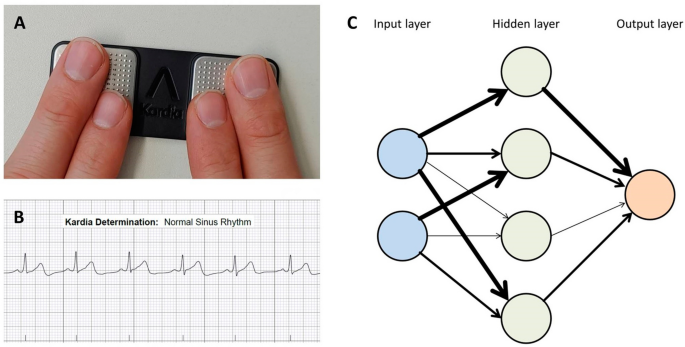 A
Kardia
B
Kardia Determination: Normal Sinus Rhythm
C
Input layer
Hidden layer
Output layer